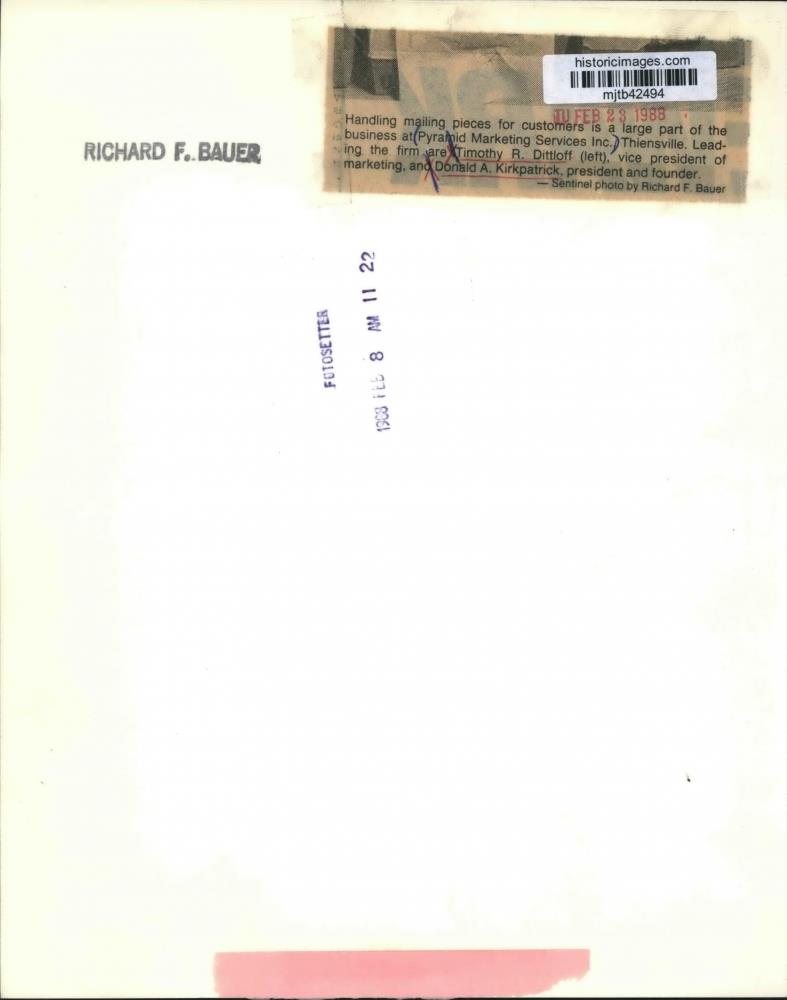 historicimages.com
mjtb42494
TU FEB 23 1988
Handling mailing pieces for customers is a large part of the
business at Pyramid Marketing Services Inc., Thiensville. Lead-
ing the firm are Timothy R. Dittloff (left), vice president of
marketing, and Donald A. Kirkpatrick, president and founder.
— Sentinel photo by Richard F. Bauer
RICHARD F. BAUER
FOTOSETTER
1988 FEB 8 AM 11 22